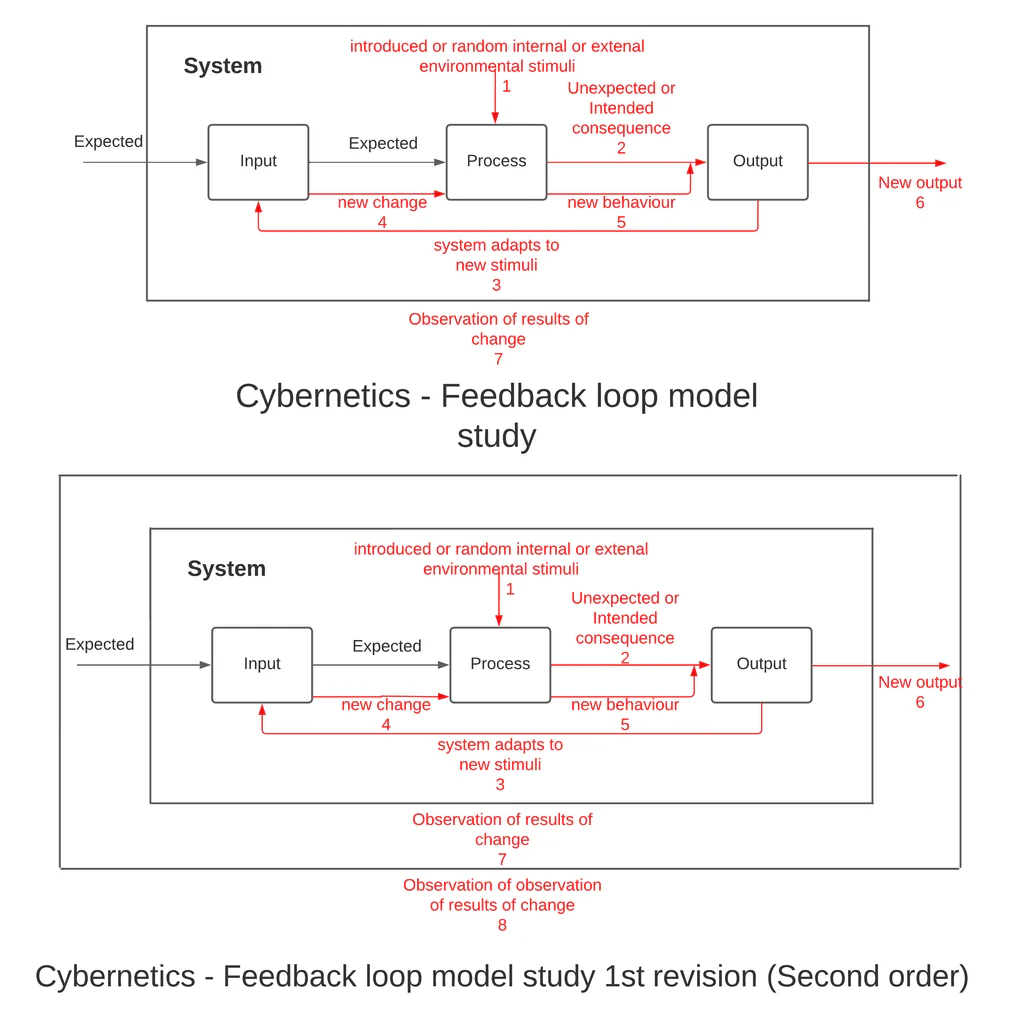 introduced or random internal or extenal
environmental stimuli
1
System
Unexpected or
Intended
consequence
2
Expected
Expected
Input
Process
Output
New output
6
new change
4
new behaviour
5
system adapts to
new stimuli
3
Observation of results of
change
7
Cybernetics - Feedback loop model
study
introduced or random internal or extenal
environmental stimuli
1
System
Unexpected or
Intended
consequence
2
Expected
Expected
Input
Process
Output
New output
6
new change
4
new behaviour
5
system adapts to
new stimuli
3
Observation of results of
change
7
Observation of observation
of results of change
8
Cybernetics - Feedback loop model study 1st revision (Second order)